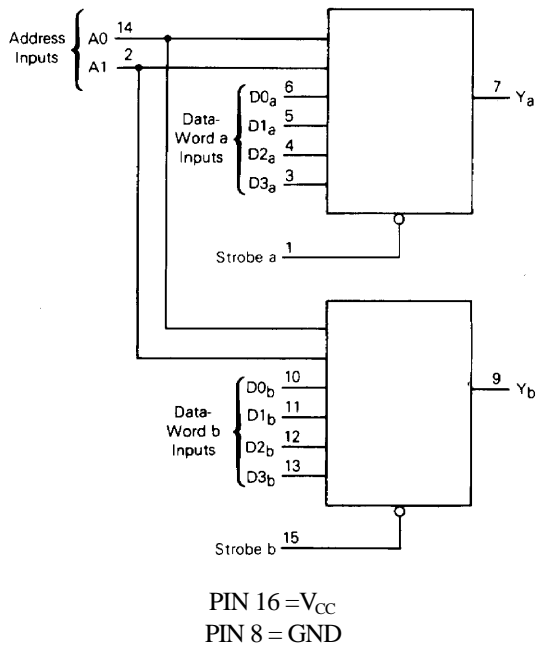 Address
Inputs
A0 14
A1 2
Data-
Word a
Inputs
D0a 6
D1a 5
D2a 4
D3a 3
7 Ya
Strobe a 1
Data-
Word b
Inputs
D0b 10
D1b 11
D2b 12
D3b 13
9 Yb
Strobe b 15
PIN 16 =VCC
PIN 8 = GND